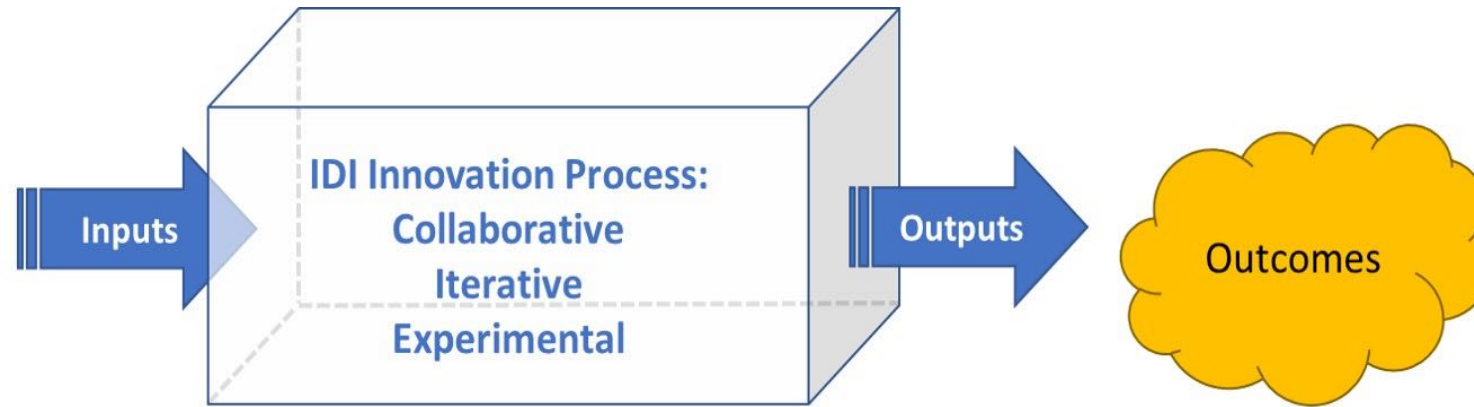 Inputs
IDI Innovation Process:
Collaborative
Iterative
Experimental
Outputs
Outcomes